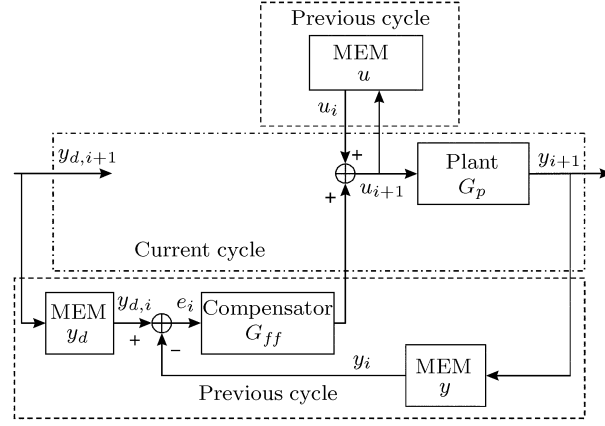 Previous cycle
MEM
u
u_i
y_{d,i+1}
+
+
u_{i+1}
Plant
G_p
y_{i+1}
Current cycle
MEM
y_d
y_{d,i}
+
−
e_i
Compensator
G_{ff}
y_i
MEM
y
Previous cycle